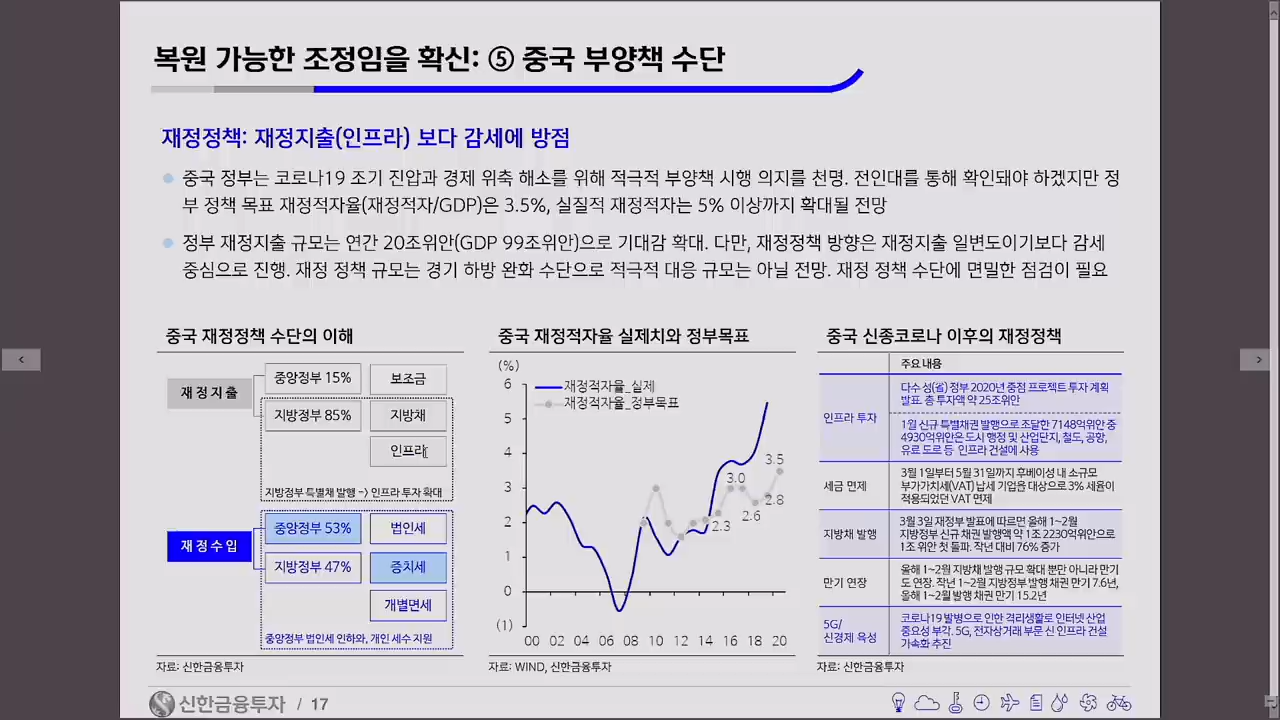 복원 가능한 조정임을 확신: ⑤ 중국 부양책 수단
재정정책: 재정지출(인프라) 보다 감세에 방점
중국 정부는 코로나19 조기 진압과 경제 위축 해소를 위해 적극적 부양책 시행 의지를 천명. 전인대를 통해 확인돼야 하겠지만 정
부 정책 목표 재정적자율(재정적자/GDP)은 3.5%, 실질적 재정적자는 5% 이상까지 확대될 전망
정부 재정지출 규모는 연간 20조위안(GDP 99조위안)으로 기대감 확대. 다만, 재정정책 방향은 재정지출 일변도이기보다 감세
중심으로 진행. 재정 정책 규모는 경기 하방 완화 수단으로 적극적 대응 규모는 아닐 전망. 재정 정책 수단에 면밀한 점검이 필요
중국 재정정책 수단의 이해
재정지출
중앙정부 15%
보조금
지방정부 85%
지방채
인프라
지방정부 특별채 발행 -> 인프라 투자 확대
재정수입
중앙정부 53%
법인세
지방정부 47%
증치세
개별면세
중앙정부 법인세 인하와, 개인 세수 지원
자료: 신한금융투자
중국 재정적자율 실제치와 정부목표
(%)
6
5
4
3
2
1
0
(1)
재정적자율_실제
재정적자율_정부목표
2.3
3.0
2.6
2.8
3.5
00 02 04 06 08 10 12 14 16 18 20
자료: WIND, 신한금융투자
중국 신종코로나 이후의 재정정책
주요 내용
인프라 투자
다수 성(省) 정부 2020년 중점 프로젝트 투자 계획
발표. 총 투자액 약 25조위안
1월 신규 특별채권 발행으로 조달한 7148억위안 중
4930억위안은 도시 행정 및 산업단지, 철도, 공항,
유료 도로 등 인프라 건설에 사용
세금 면제
3월 1일부터 5월 31일까지 후베이성 내 소규모
부가가치세(VAT) 납세 기업을 대상으로 3% 세율이
적용되었던 VAT 면제
지방채 발행
3월 3일 재정부 발표에 따르면 올해 1~2월
지방정부 신규 채권 발행액 약 1조 2230억위안으로
1조 위안 첫 돌파. 작년 대비 76% 증가
만기 연장
올해 1~2월 지방채 발행 규모 확대 뿐만 아니라 만기
도 연장. 작년 1~2월 지방정부 발행 채권 만기 7.6년,
올해 1~2월 발행 채권 만기 15.2년
5G/
신경제 육성
코로나19 발병으로 인한 격리생활로 인터넷 산업
중요성 부각. 5G, 전자상거래 부문 신 인프라 건설
가속화 추진
자료: 신한금융투자
신한금융투자 / 17